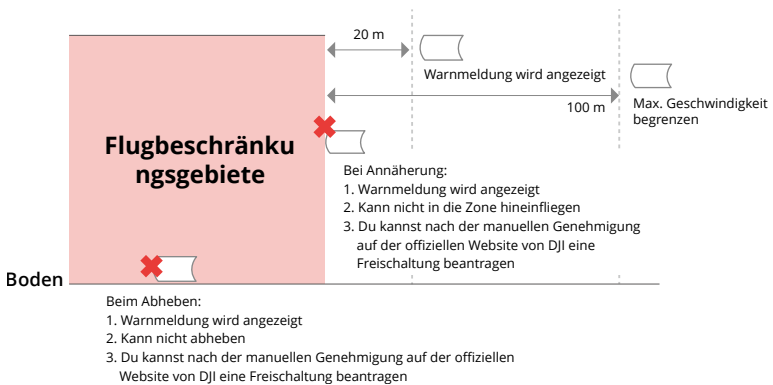 20 m
Warnmeldung wird angezeigt
100 m
Max. Geschwindigkeit
begrenzen
Flugbeschränku
ngsgebiete
Bei Annäherung:
1. Warnmeldung wird angezeigt
2. Kann nicht in die Zone hineinfliegen
3. Du kannst nach der manuellen Genehmigung
auf der offiziellen Website von DJI eine
Freischaltung beantragen
Boden
Beim Abheben:
1. Warnmeldung wird angezeigt
2. Kann nicht abheben
3. Du kannst nach der manuellen Genehmigung auf der offiziellen
Website von DJI eine Freischaltung beantragen